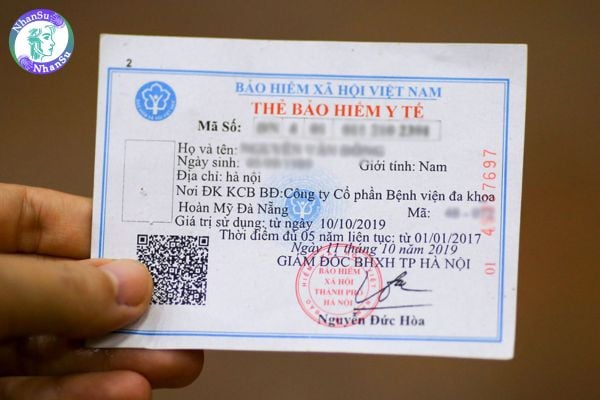 NhanSu
NhanSu
2
BẢO HIỂM XÃ HỘI VIỆT NAM
THẺ BẢO HIỂM Y TẾ
Mã Số:
Họ và tên:
Ngày sinh:
Giới tính: Nam
Địa chỉ: hà nội
Nơi ĐK KCB BĐ:Công ty Cổ phần Bệnh viện đa khoa
Hoàn Mỹ Đà Nẵng
Mã:
Giá trị sử dụng: từ ngày 10/10/2019
Thời điểm đủ 05 năm liên tục: từ 01/01/2017
Ngày 11 tháng 10 năm 2019
GIÁM ĐỐC BHXH TP HÀ NỘI
BẢO HIỂM
XÃ HỘI
THÀNH PHỐ
HÀ NỘI
Nguyễn Đức Hòa